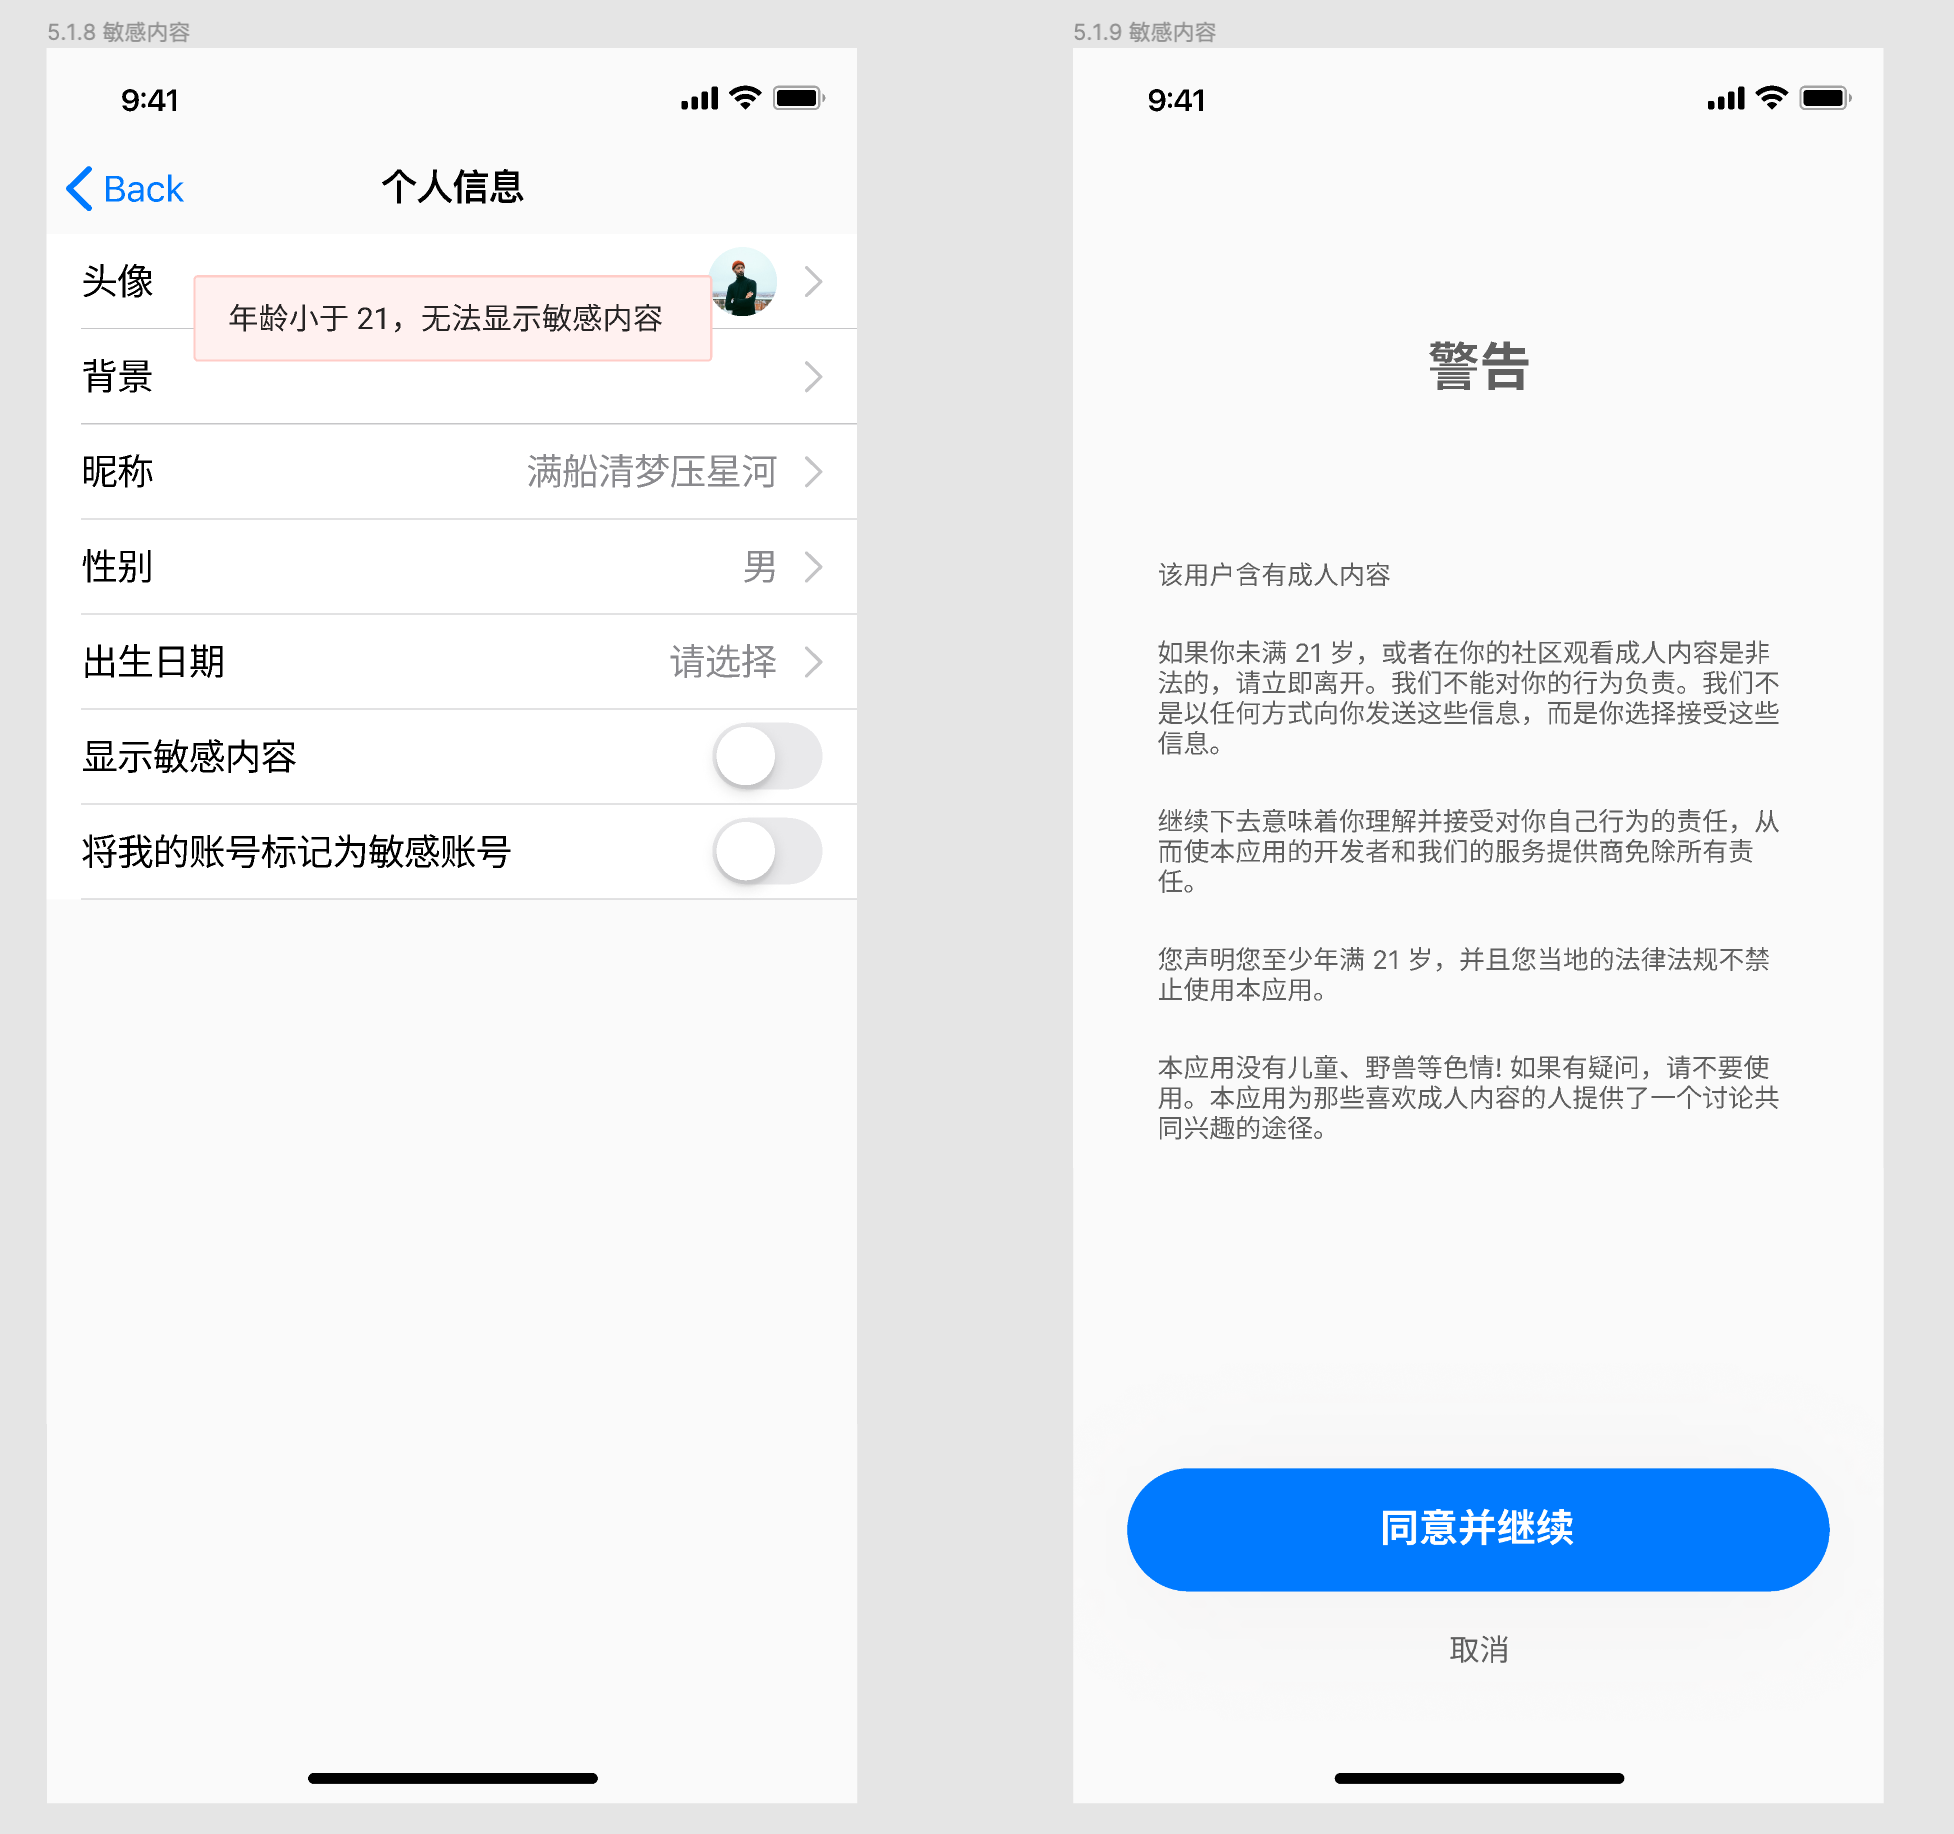 5.1.8 敏感内容
9:41
Back
个人信息
头像
年龄小于 21，无法显示敏感内容
背景
昵称
满船清梦压星河
性别
男
出生日期
请选择
显示敏感内容
将我的账号标记为敏感账号
5.1.9 敏感内容
9:41
警告
该用户含有成人内容
如果你未满 21 岁，或者在你的社区观看成人内容是非
法的，请立即离开。我们不能对你的行为负责。我们不
是以任何方式向你发送这些信息，而是你选择接受这些
信息。
继续下去意味着你理解并接受对你自己行为的责任，从
而使本应用的开发者和我们的服务提供商免除所有责
任。
您声明您至少年满 21 岁，并且您当地的法律法规不禁
止使用本应用。
本应用没有儿童、野兽等色情! 如果有疑问，请不要使
用。本应用为那些喜欢成人内容的人提供了一个讨论共
同兴趣的途径。
同意并继续
取消